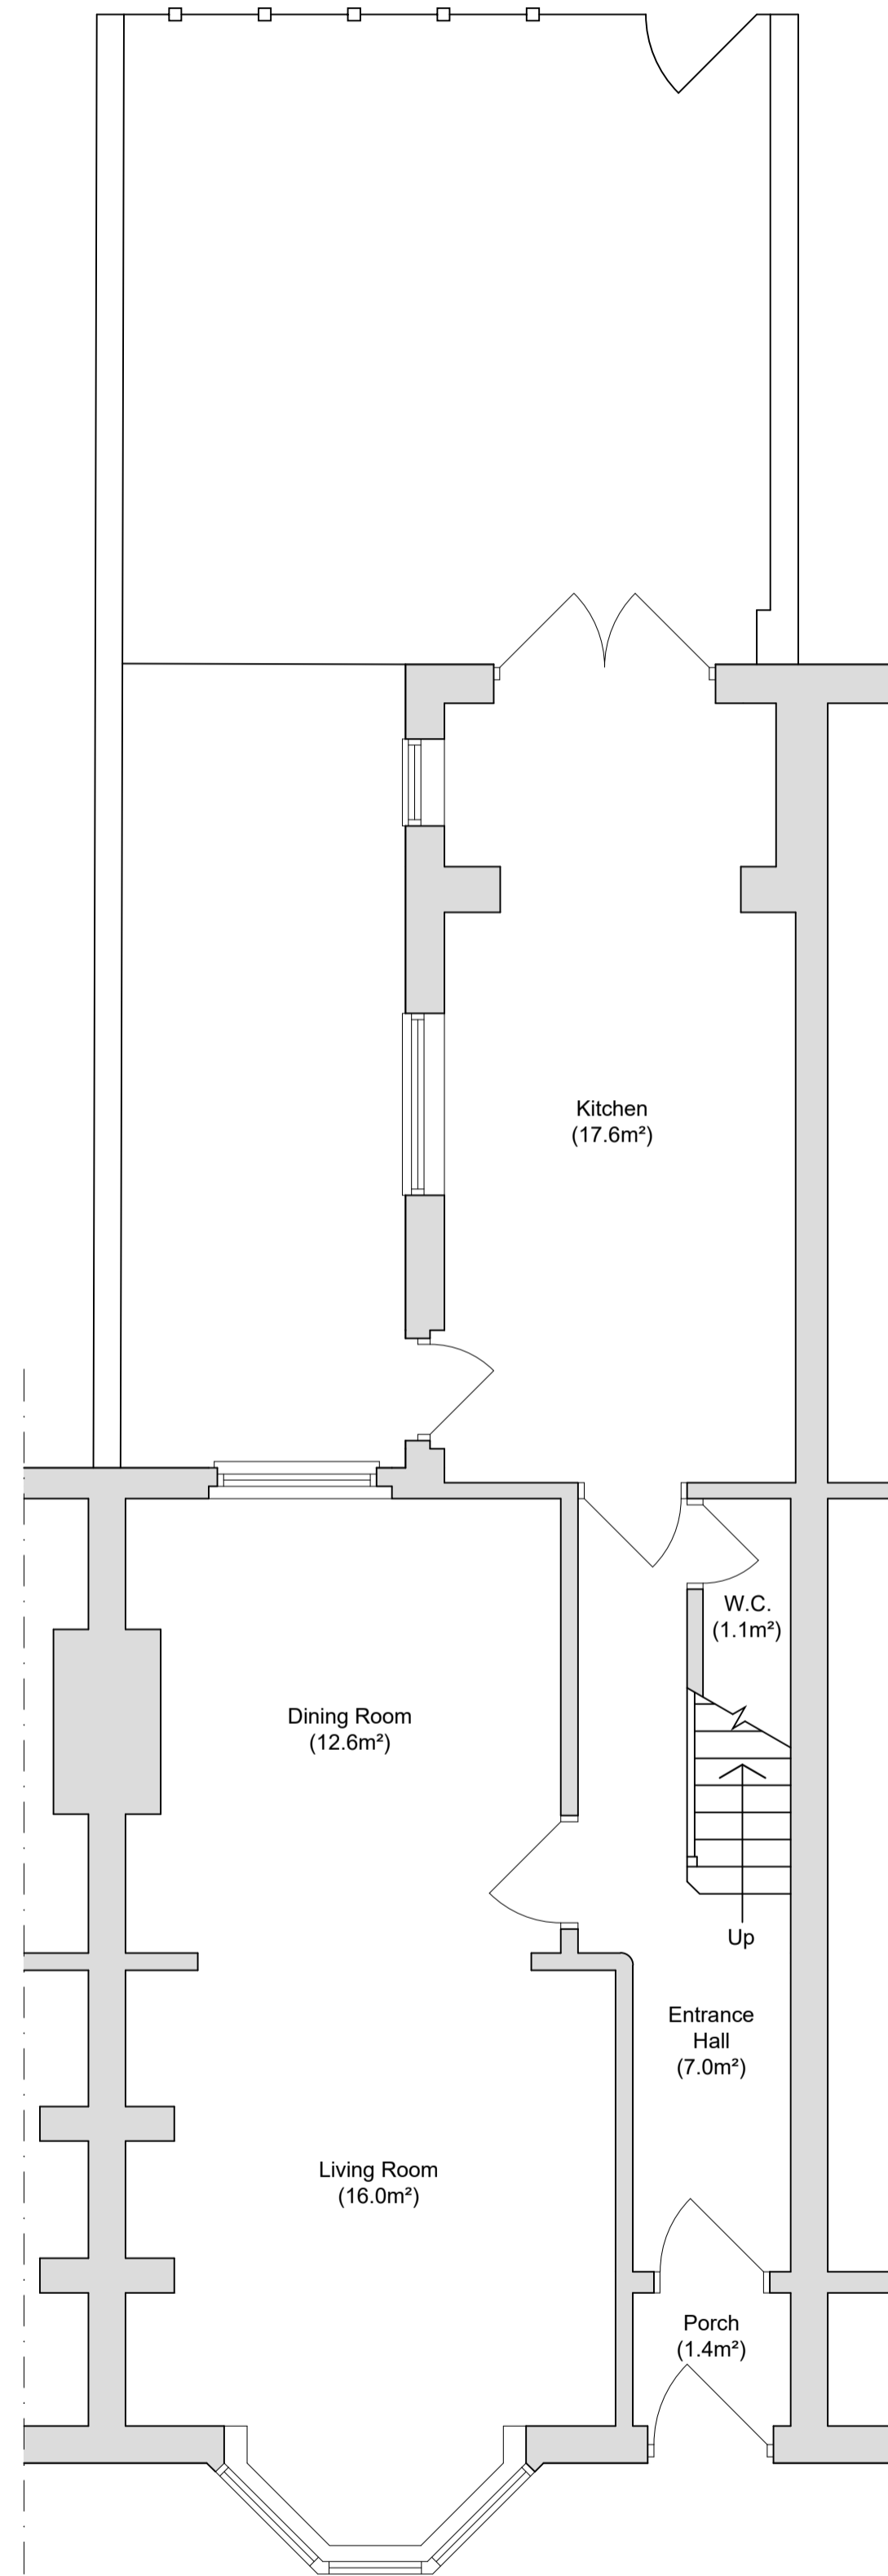 Kitchen
(17.6m²)
W.C.
(1.1m²)
Dining Room
(12.6m²)
Up
Entrance
Hall
(7.0m²)
Living Room
(16.0m²)
Porch
(1.4m²)